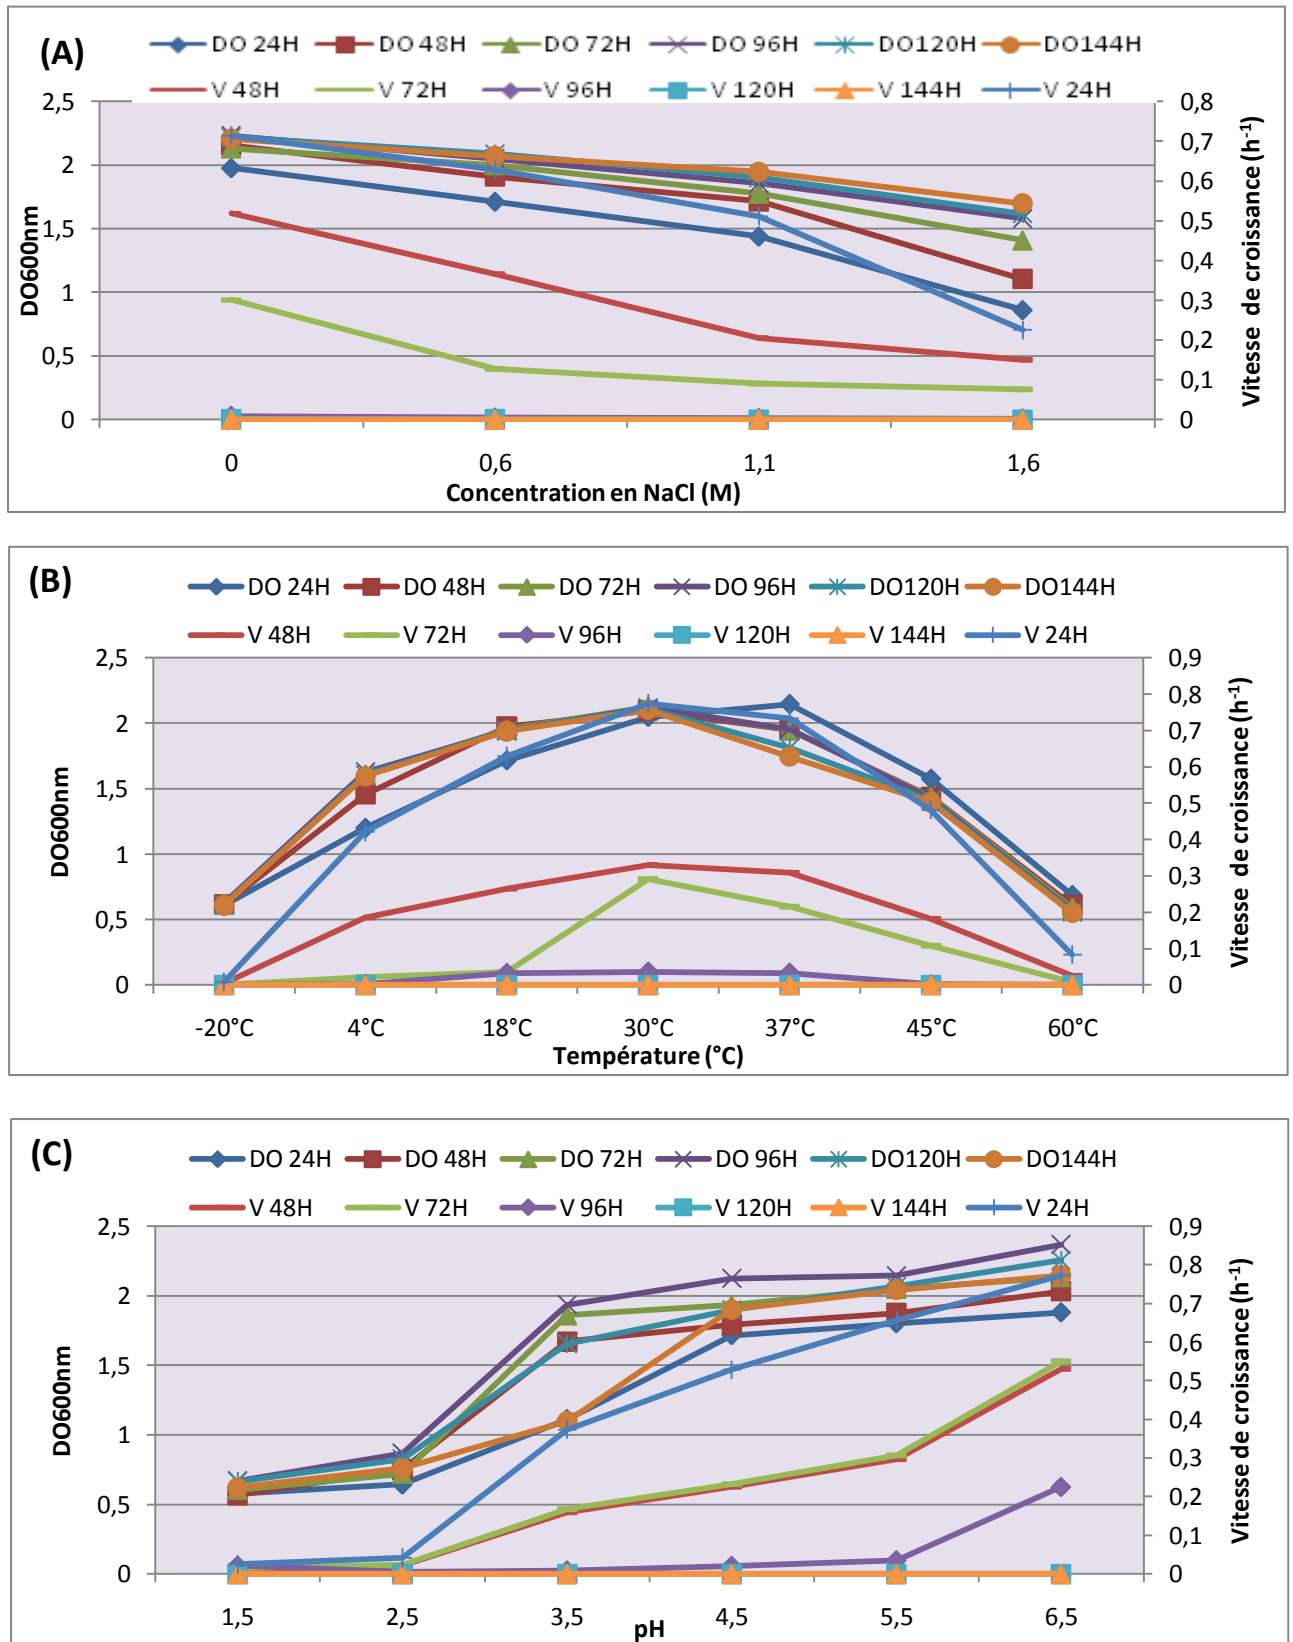 (A)
DO 24H DO 48H DO 72H DO 96H DO120H DO144H
V 48H V 72H V 96H V 120H V 144H V 24H
2,5
2
1,5
1
0,5
0
DO600nm
0,8
0,7
0,6
0,5
0,4
0,3
0,2
0,1
0
Vitesse de croissance (h-1)
0 0,6 1,1 1,6
Concentration en NaCl (M)
(B)
DO 24H DO 48H DO 72H DO 96H DO120H DO144H
V 48H V 72H V 96H V 120H V 144H V 24H
2,5
2
1,5
1
0,5
0
DO600nm
0,9
0,8
0,7
0,6
0,5
0,4
0,3
0,2
0,1
0
Vitesse de croissance (h-1)
-20°C 4°C 18°C 30°C 37°C 45°C 60°C
Température (°C)
(C)
DO 24H DO 48H DO 72H DO 96H DO120H DO144H
V 48H V 72H V 96H V 120H V 144H V 24H
2,5
2
1,5
1
0,5
0
DO600nm
0,9
0,8
0,7
0,6
0,5
0,4
0,3
0,2
0,1
0
Vitesse de croissance (h-1)
1,5 2,5 3,5 4,5 5,5 6,5
pH